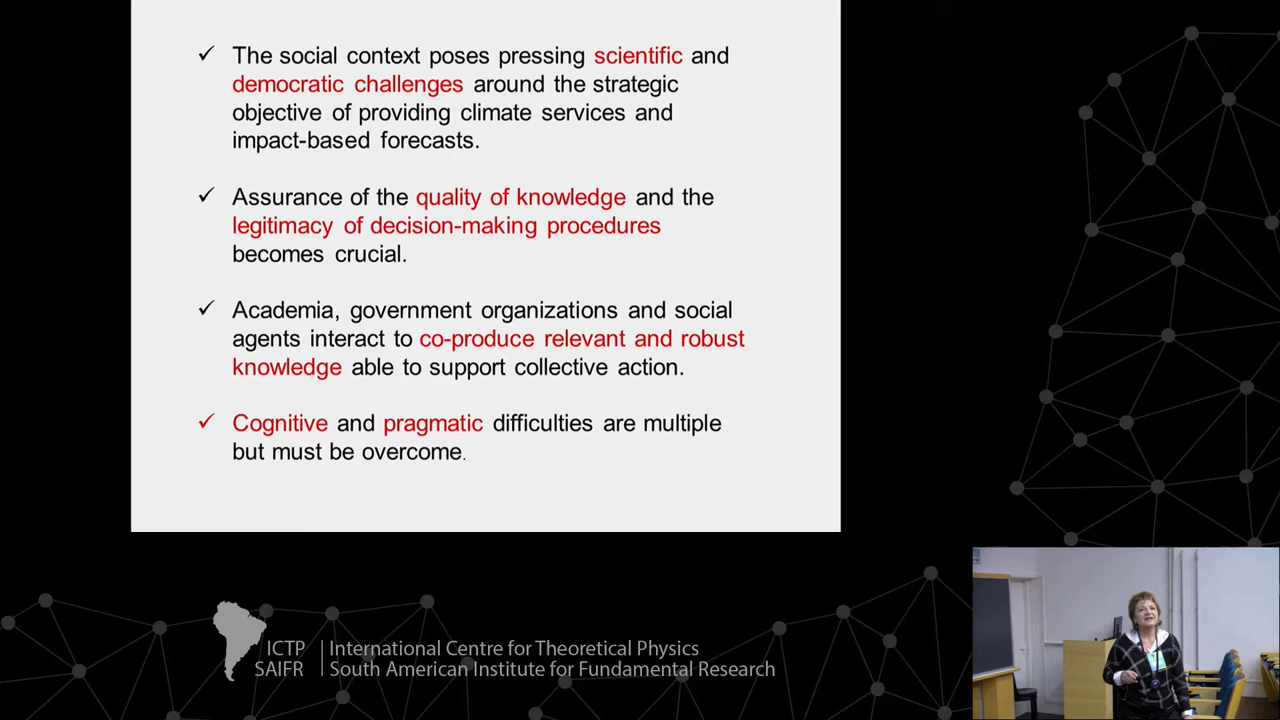 The social context poses pressing scientific and
democratic challenges around the strategic
objective of providing climate services and
impact-based forecasts.
Assurance of the quality of knowledge and the
legitimacy of decision-making procedures
becomes crucial.
Academia, government organizations and social
agents interact to co-produce relevant and robust
knowledge able to support collective action.
Cognitive and pragmatic difficulties are multiple
but must be overcome.
ICTP
SAIFR
International Centre for Theoretical Physics
South American Institute for Fundamental Research